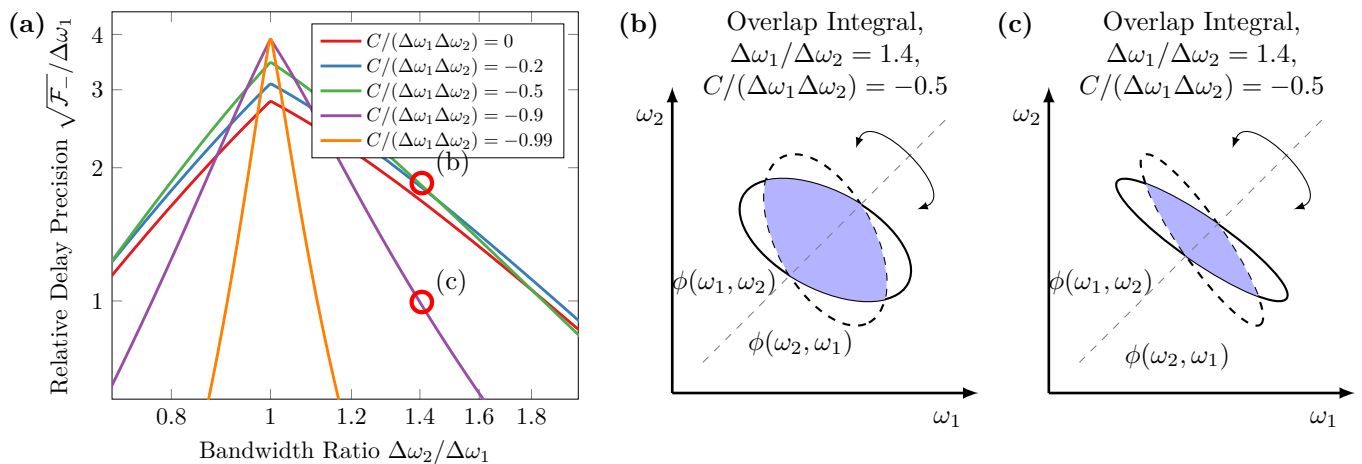 (a)
Relative Delay Precision √F₋/Δω₁
4
3
2
1
0.8
1
1.2
1.4
1.6
1.8
Bandwidth Ratio Δω₂/Δω₁
C/(Δω₁Δω₂) = 0
C/(Δω₁Δω₂) = −0.2
C/(Δω₁Δω₂) = −0.5
C/(Δω₁Δω₂) = −0.9
C/(Δω₁Δω₂) = −0.99
(b)
(c)
(b)
Overlap Integral,
Δω₁/Δω₂ = 1.4,
C/(Δω₁Δω₂) = −0.5
ω₂
ϕ(ω₁, ω₂)
ϕ(ω₂, ω₁)
ω₁
(c)
Overlap Integral,
Δω₁/Δω₂ = 1.4,
C/(Δω₁Δω₂) = −0.5
ω₂
ϕ(ω₁, ω₂)
ϕ(ω₂, ω₁)
ω₁